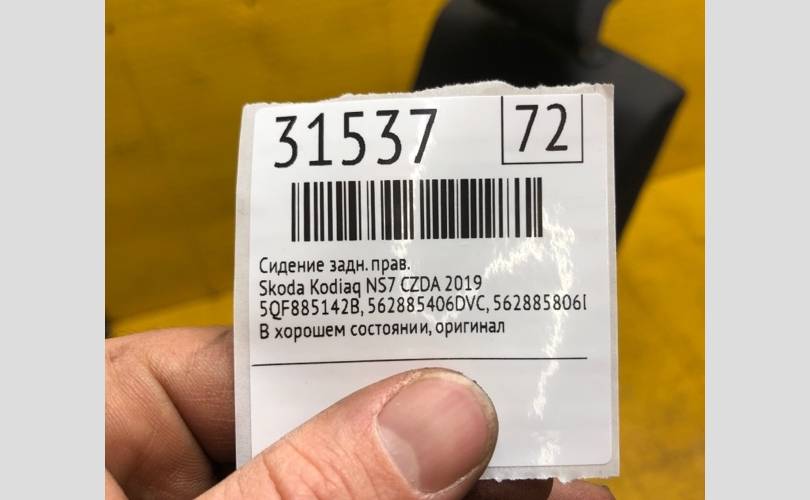 31537
72
Сидение задн. прав.
Skoda Kodiaq NS7 CZDA 2019
5QF885142B, 562885406DVC, 562885806
В хорошем состоянии, оригинал